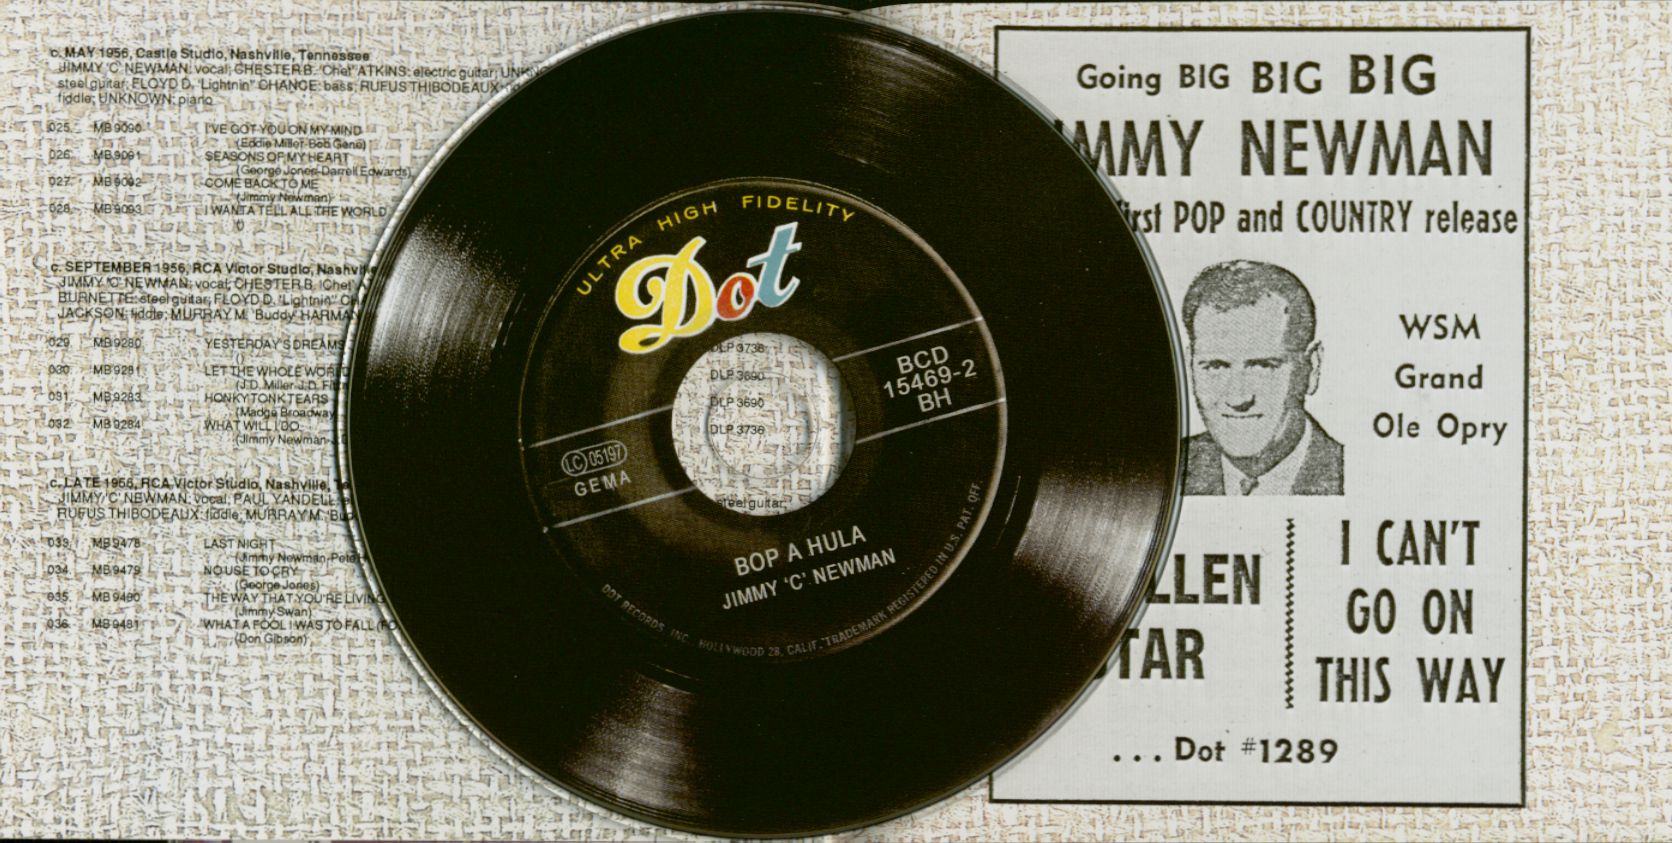 c. MAY 1956, Castle Studio, Nashville, Tennessee
JIMMY 'C' NEWMAN: vocal; CHESTER B. 'Chet' ATKINS: electric guitar;
steel guitar; FLOYD D. 'Lightnin'' CHANCE: bass; RUFUS THIBODEAUX:
fiddle; UNKNOWN: piano
025. MB 9090 I'VE GOT YOU ON MY MIND
(Eddie Miller-Bob Gene)
026. MB 9091 SEASONS OF MY HEART
(George Jones-Darrell Edwards)
027. MB 9092 COME BACK TO ME
(Jimmy Newman)
028. MB 9093 I WANTA TELL ALL THE WORLD
()
c. SEPTEMBER 1956, RCA Victor Studio,
JIMMY 'C' NEWMAN: vocal; CHESTER B.
BURNETTE: steel guitar; FLOYD D. 'Lightnin''
JACKSON: fiddle; MURRAY M. 'Buddy'
029. MB 9280 YESTERDAY'S DREAMS
()
030. MB 9281 LET THE WHOLE WORLD
(J.D. Miller-J.D.
031. MB 9283 HONKY TONK TEARS
(Madge Broadway
032. MB 9284 WHAT WILL I DO
(Jimmy Newman-
c. LATE 1956, RCA Victor Studio, Nashville,
JIMMY 'C' NEWMAN: vocal; PAUL YANDELL:
RUFUS THIBODEAUX: fiddle; MURRAY M.
033. MB 9478 LAST NIGHT
(Jimmy Newman-
034. MB 9479 NO USE TO CRY
(George Jones)
035. MB 9480 THE WAY THAT YOU'RE LIVING
(Jimmy Swan)
036. MB 9481 WHAT A FOOL I WAS TO FALL
(Don Gibson)
ULTRA HIGH FIDELITY
Dot
DLP 3736
DLP 3690
DLP 3690
DLP 3736
steel guitar;
BCD
15469-2
BH
LC 05197
GEMA
BOP A HULA
JIMMY 'C' NEWMAN
DOT RECORDS, INC. HOLLYWOOD 28, CALIF. "TRADEMARK REGISTERED IN U.S. PAT. OFF.
Going BIG BIG BIG
MMY NEWMAN
irst POP and COUNTRY release
WSM
Grand
Ole Opry
LLEN
TAR
I CAN'T
GO ON
THIS WAY
... Dot #1289